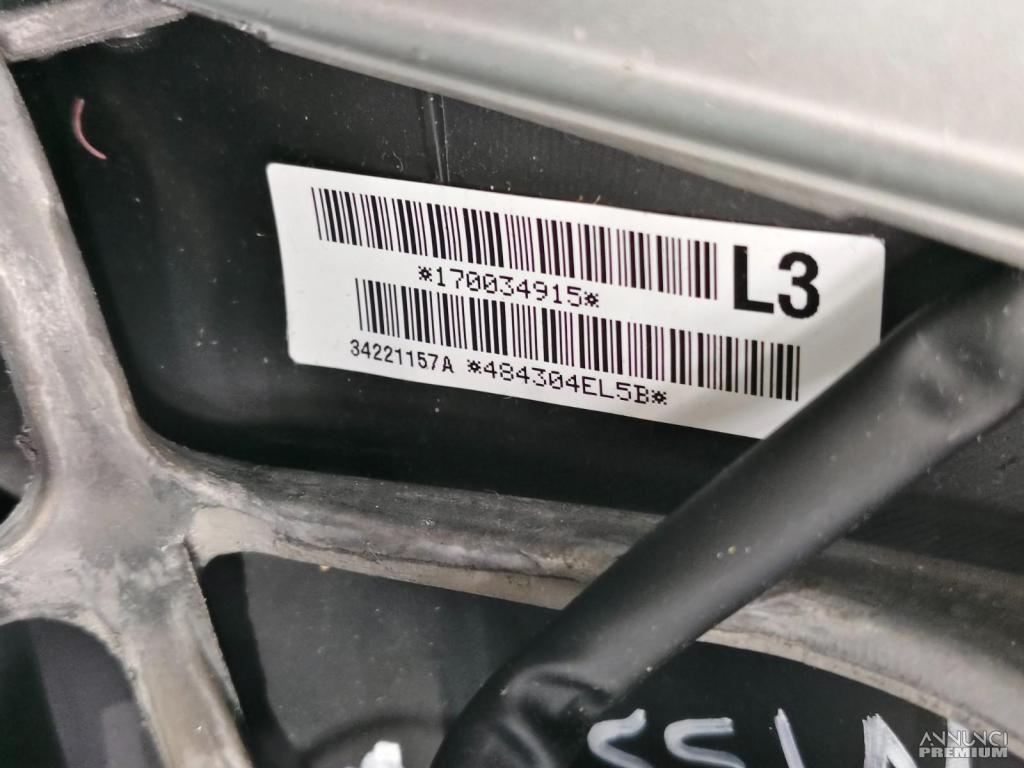 L3
*170034915*
34221157A *484304EL5B*
ANNUNCI
PREMIUM